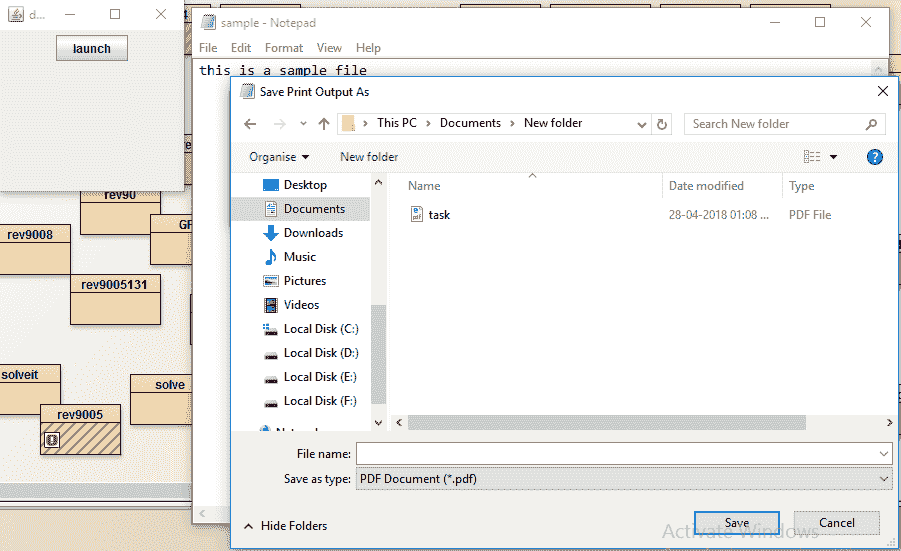 d...
launch
sample - Notepad
File Edit Format View Help
this is a sample file
Save Print Output As
This PC > Documents > New folder
Search New folder
Organise New folder
Desktop
Documents
Downloads
Music
Pictures
Videos
Local Disk (C:)
Local Disk (D:)
Local Disk (E:)
Local Disk (F:)
Name Date modified Type
task 28-04-2018 01:08 ... PDF File
File name:
Save as type: PDF Document (*.pdf)
Hide Folders
Save Cancel
Activate Windows
rev90
rev9008
rev9005131
solveit
solve
rev9005